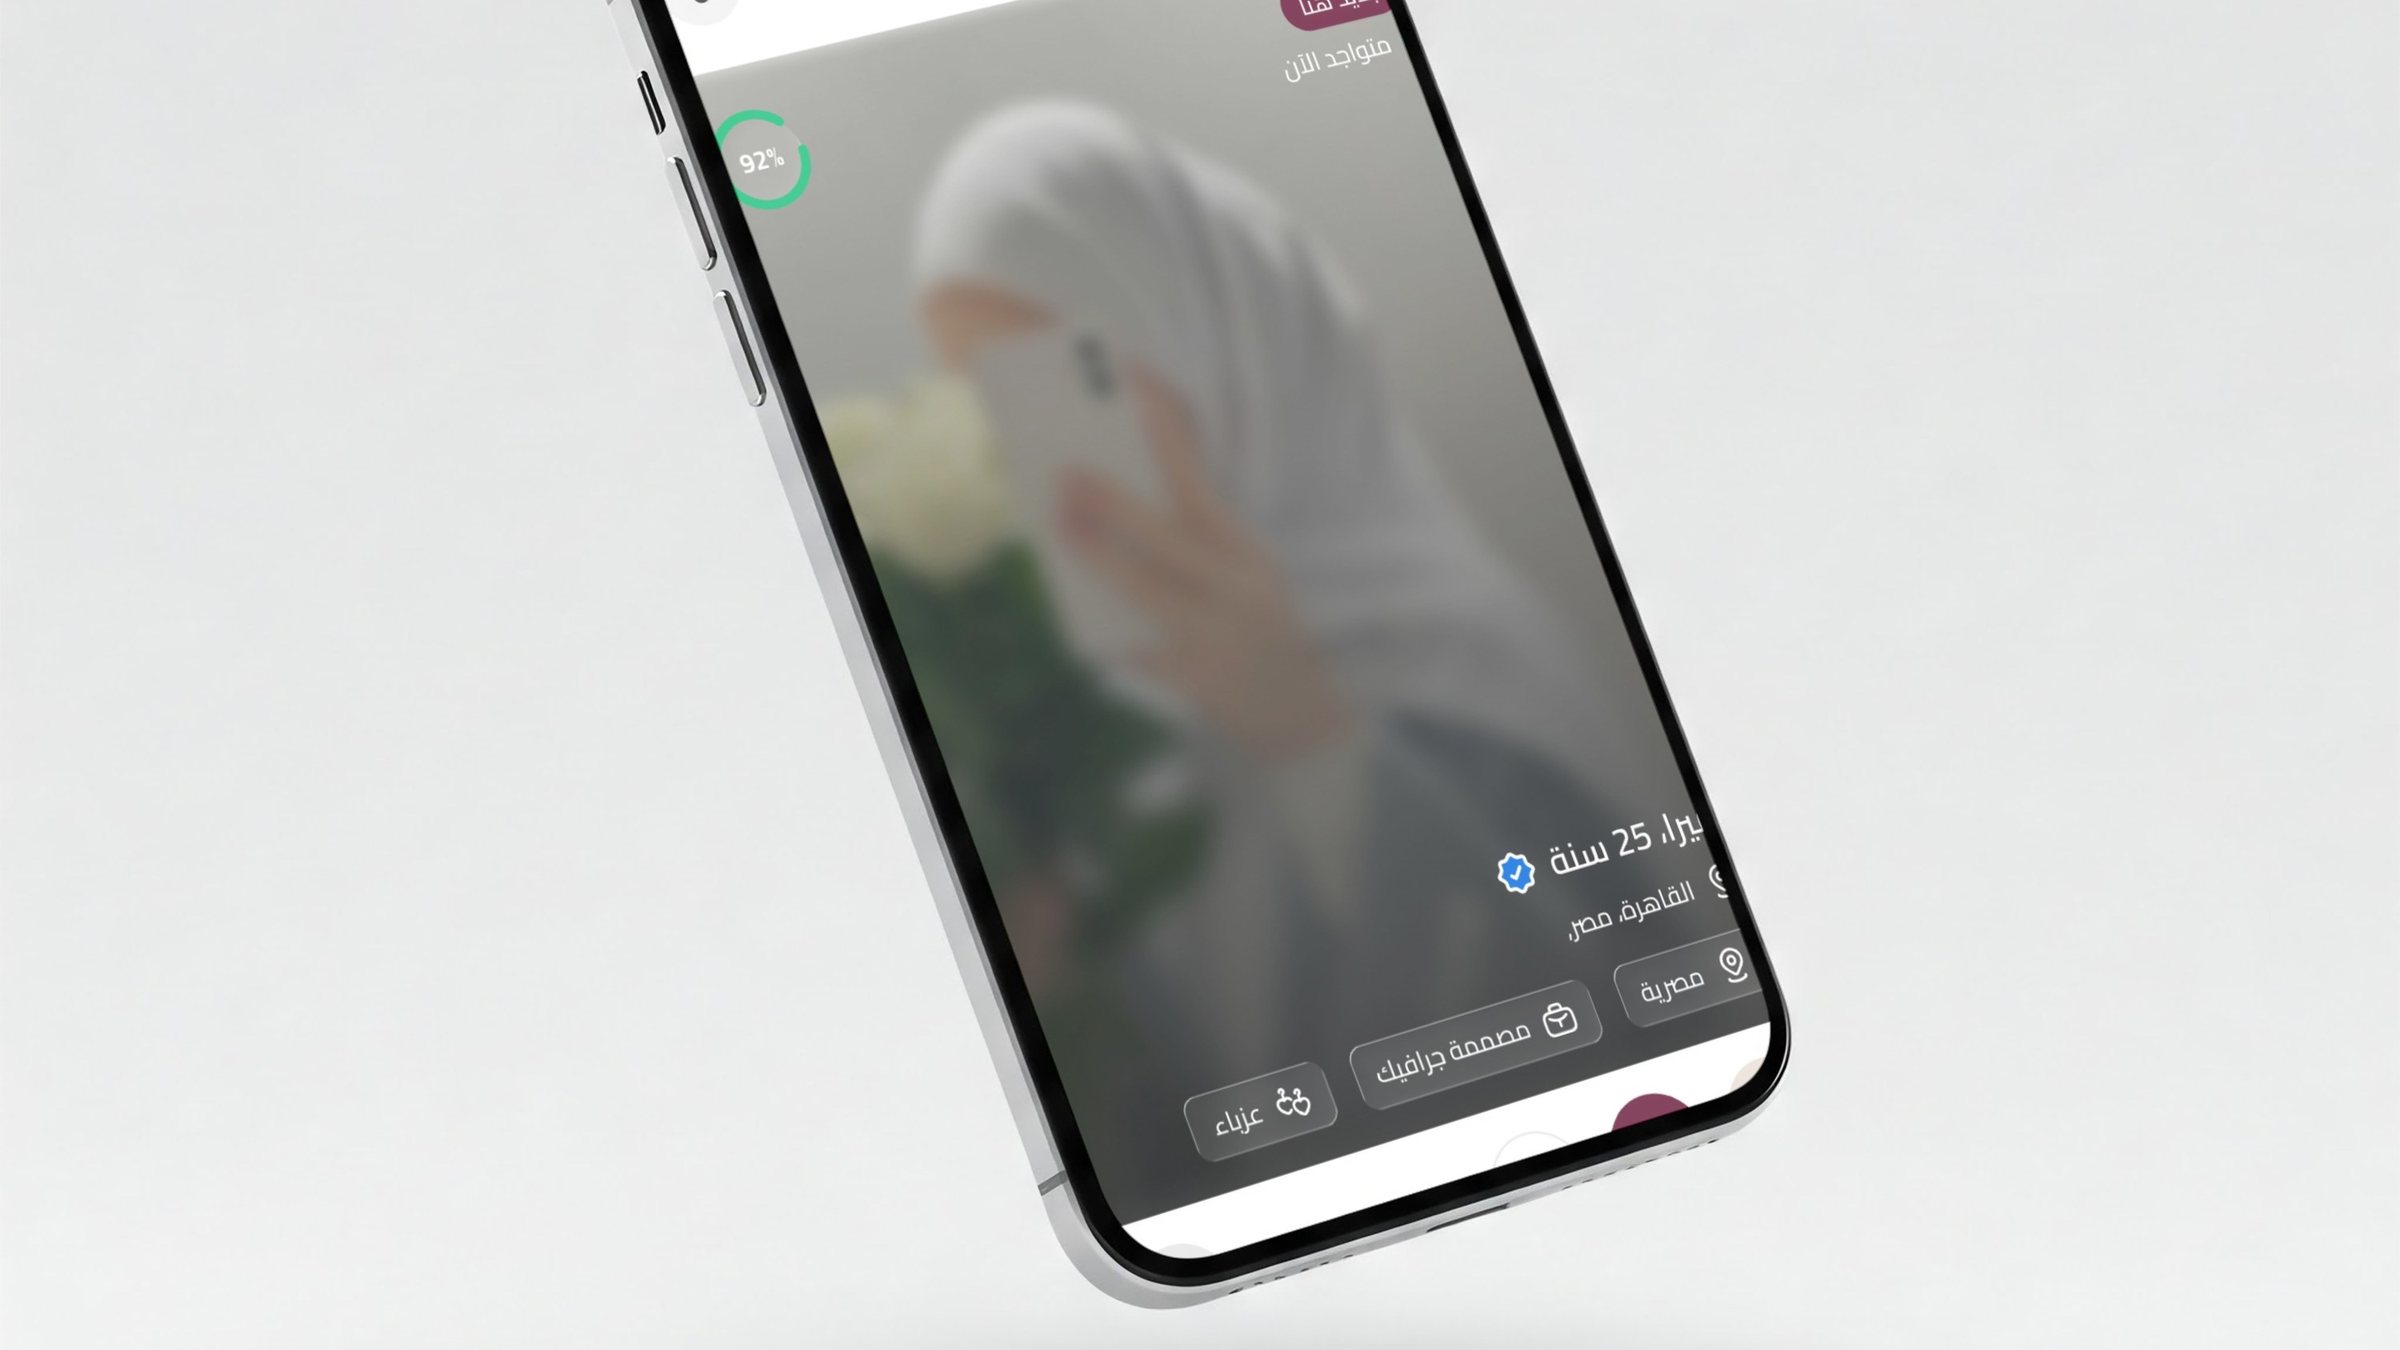 متواجد الآن
92%
25 سنة
القاهرة, مصر,
مصرية
مصممة جرافيك
عزباء